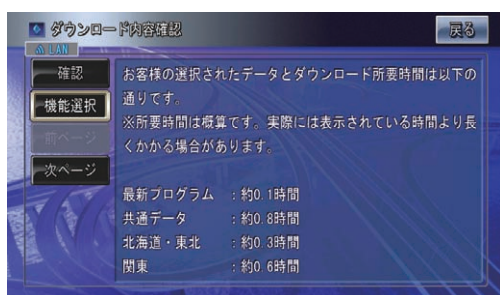 ダウンロード内容確認
戻る
LAN
確認
機能選択
前ページ
次ページ
お客様の選択されたデータとダウンロード所要時間は以下の
通りです。
※所要時間は概算です。実際には表示されている時間より長
くかかる場合があります。
最新プログラム ：約0.1時間
共通データ ：約0.8時間
北海道・東北 ：約0.3時間
関東 ：約0.6時間